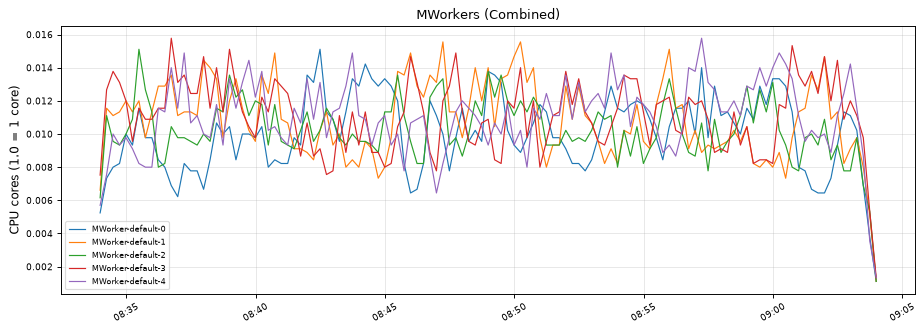 MWorkers (Combined)
CPU cores (1.0 = 1 core)
0.016
0.014
0.012
0.010
0.008
0.006
0.004
0.002
MWorker-default-0
MWorker-default-1
MWorker-default-2
MWorker-default-3
MWorker-default-4
08:35
08:40
08:45
08:50
08:55
09:00
09:05